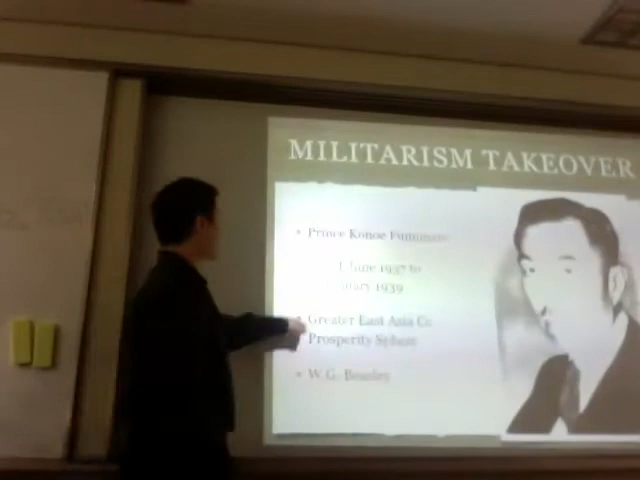 MILITARISM TAKEOVER
• Prince Konoe Fumimaro
June 1937 to
1939
• Greater East Asia Co
Prosperity Sphere
• W.G. Beasley